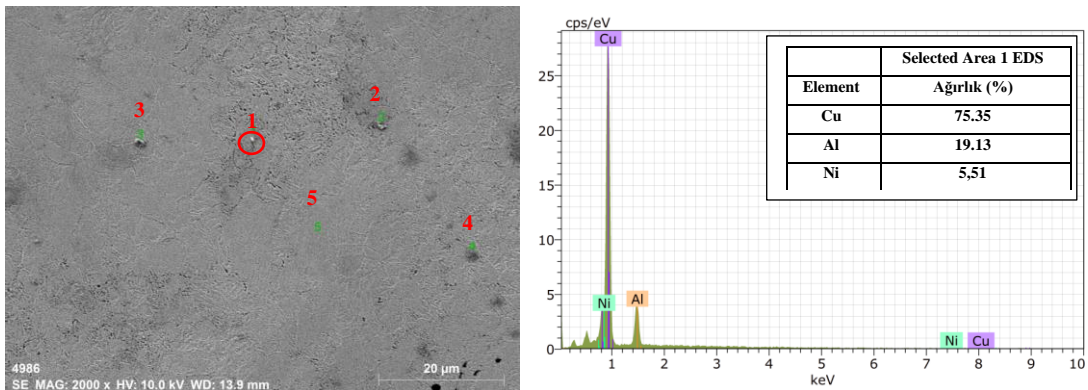 1
2
3
4
5
4986
20 µm
SE MAG: 2000 x HV: 10.0 kV WD: 13.9 mm
cps/eV
Cu
25
20
15
10
5
0
Ni
Al
Ni
Cu
1 2 3 4 5 6 7 8 9 10
keV
Selected Area 1 EDS
Element Ağırlık (%)
Cu 75.35
Al 19.13
Ni 5,51